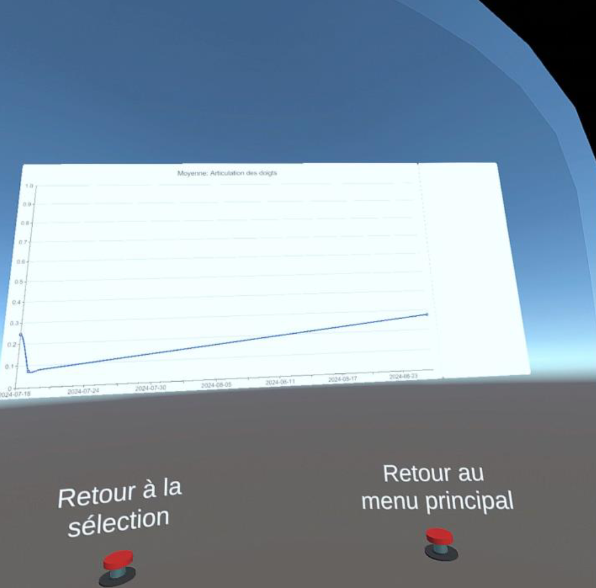 Moyenne: Articulation des doigts
1.0
0.9
0.8
0.7
0.6
0.5
0.4
0.3
0.2
0.1
0
2024-07-18 2024-07-24 2024-07-30 2024-08-05 2024-08-11 2024-08-17 2024-08-23
Retour à la
sélection
Retour au
menu principal